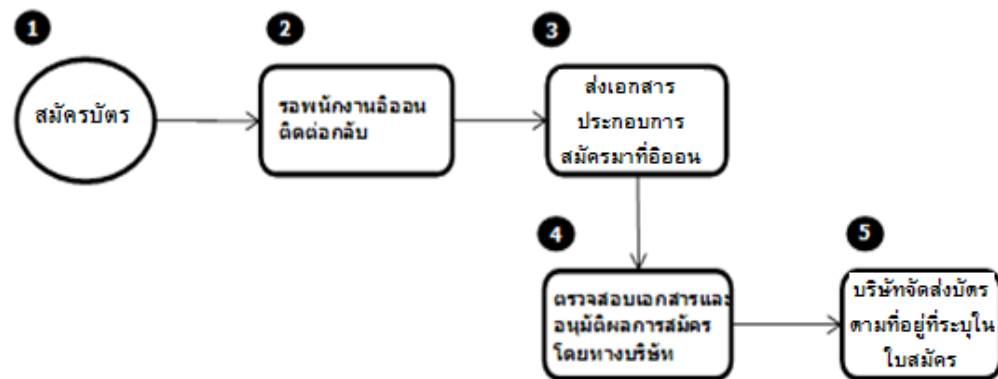 1
สมัครบัตร
2
รอพนักงานอิออน
ติดต่อกลับ
3
ส่งเอกสาร
ประกอบการ
สมัครมาที่อิออน
4
ตรวจสอบเอกสารและ
อนุมัติผลการสมัคร
โดยทางบริษัท
5
บริษัทจัดส่งบัตร
ตามที่อยู่ที่ระบุใน
ใบสมัคร